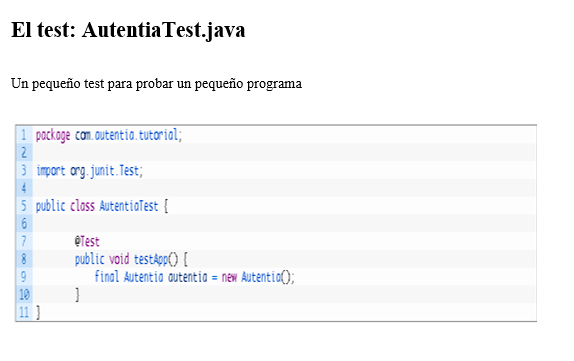 El test: AutentiaTest.java
Un pequeño test para probar un pequeño programa
1 package com.autentia.tutorial;
2
3 import org.junit.Test;
4
5 public class AutentiaTest {
6
7 @Test
8 public void testApp() {
9 final Autentia autentia = new Autentia();
10 }
11 }